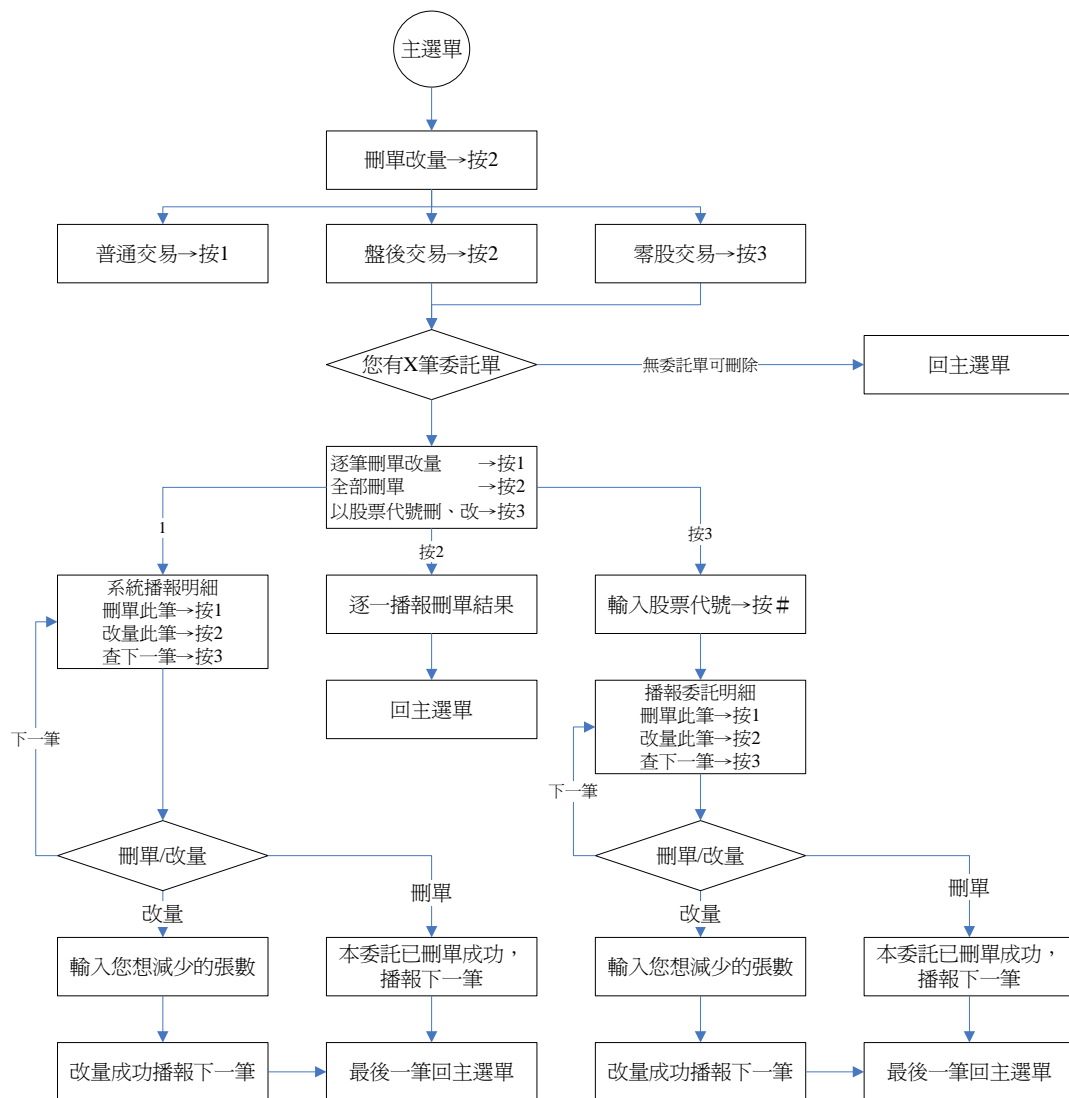 主選單
刪單改量→按2
普通交易→按1
盤後交易→按2
零股交易→按3
您有X筆委託單
無委託單可刪除
回主選單
逐筆刪單改量 →按1
全部刪單 →按2
以股票代號刪、改→按3
1
按2
按3
系統播報明細
刪單此筆→按1
改量此筆→按2
查下一筆→按3
逐一播報刪單結果
輸入股票代號→按＃
回主選單
播報委託明細
刪單此筆→按1
改量此筆→按2
查下一筆→按3
下一筆
下一筆
刪單/改量
刪單/改量
刪單
刪單
改量
改量
輸入您想減少的張數
本委託已刪單成功，
播報下一筆
輸入您想減少的張數
本委託已刪單成功，
播報下一筆
改量成功播報下一筆
最後一筆回主選單
改量成功播報下一筆
最後一筆回主選單